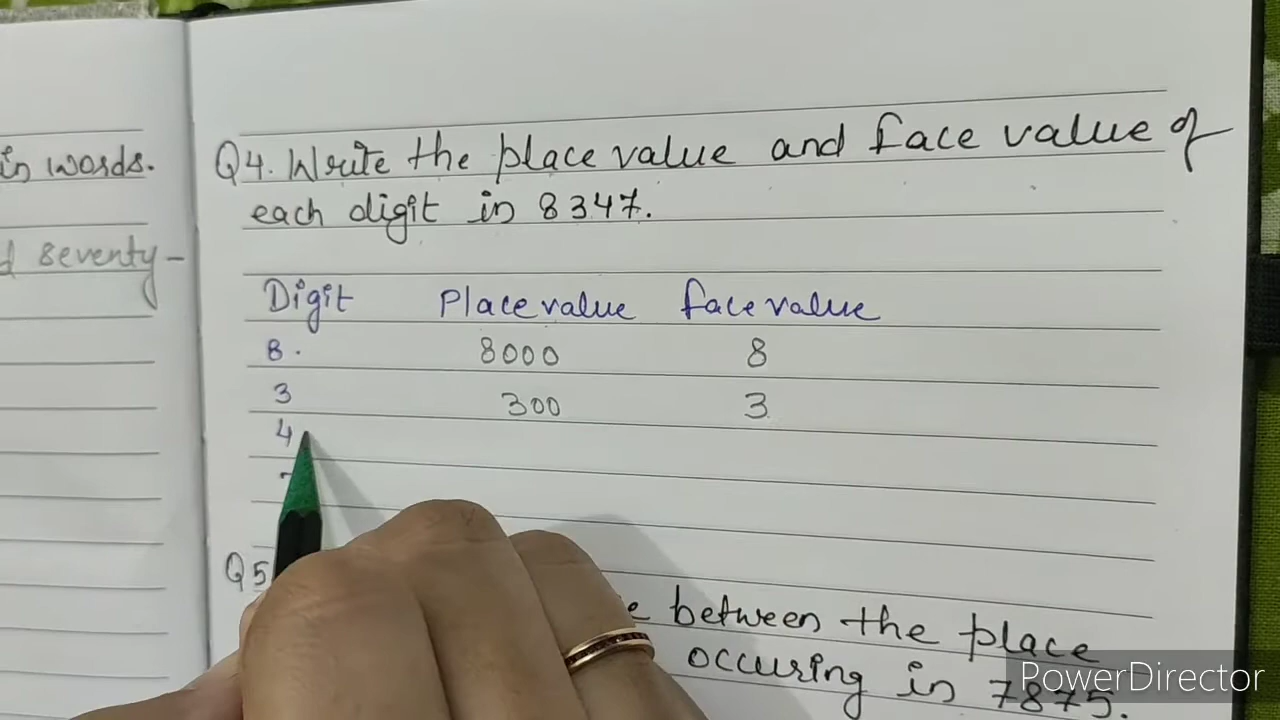 in words.
seventy-
Q4. Write the place value and face value of
each digit in 8347.
Digit Place value face value
8. 8000 8
3 300 3
4
Q5
between the place
occuring in 7875.
PowerDirector